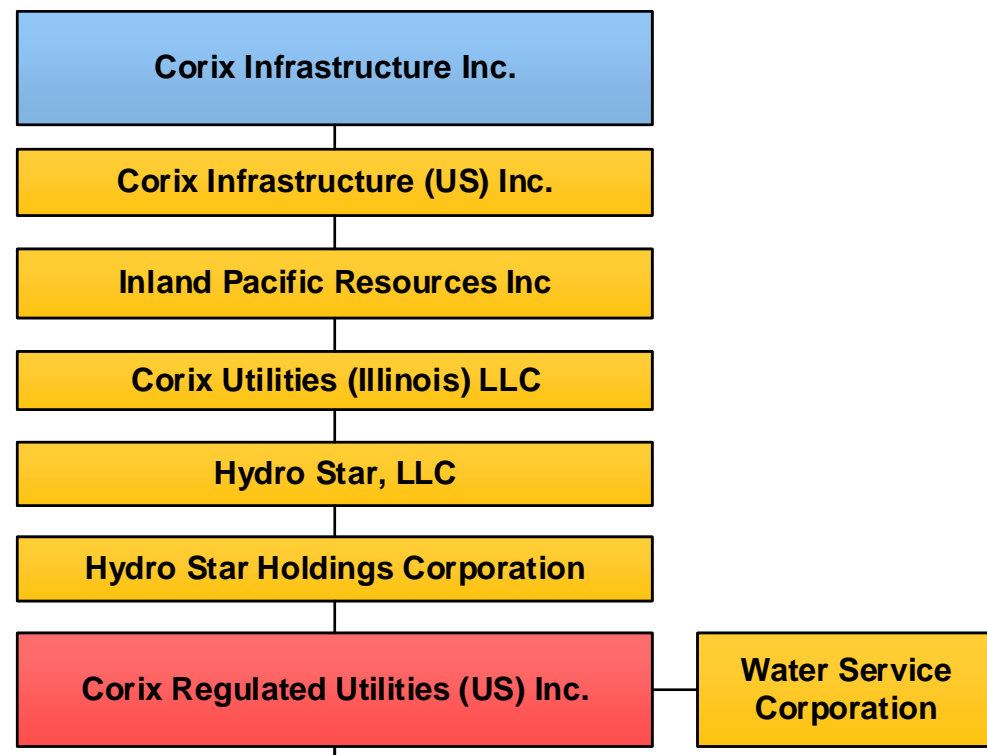 Corix Infrastructure Inc.
Corix Infrastructure (US) Inc.
Inland Pacific Resources Inc
Corix Utilities (Illinois) LLC
Hydro Star, LLC
Hydro Star Holdings Corporation
Corix Regulated Utilities (US) Inc.
Water Service
Corporation